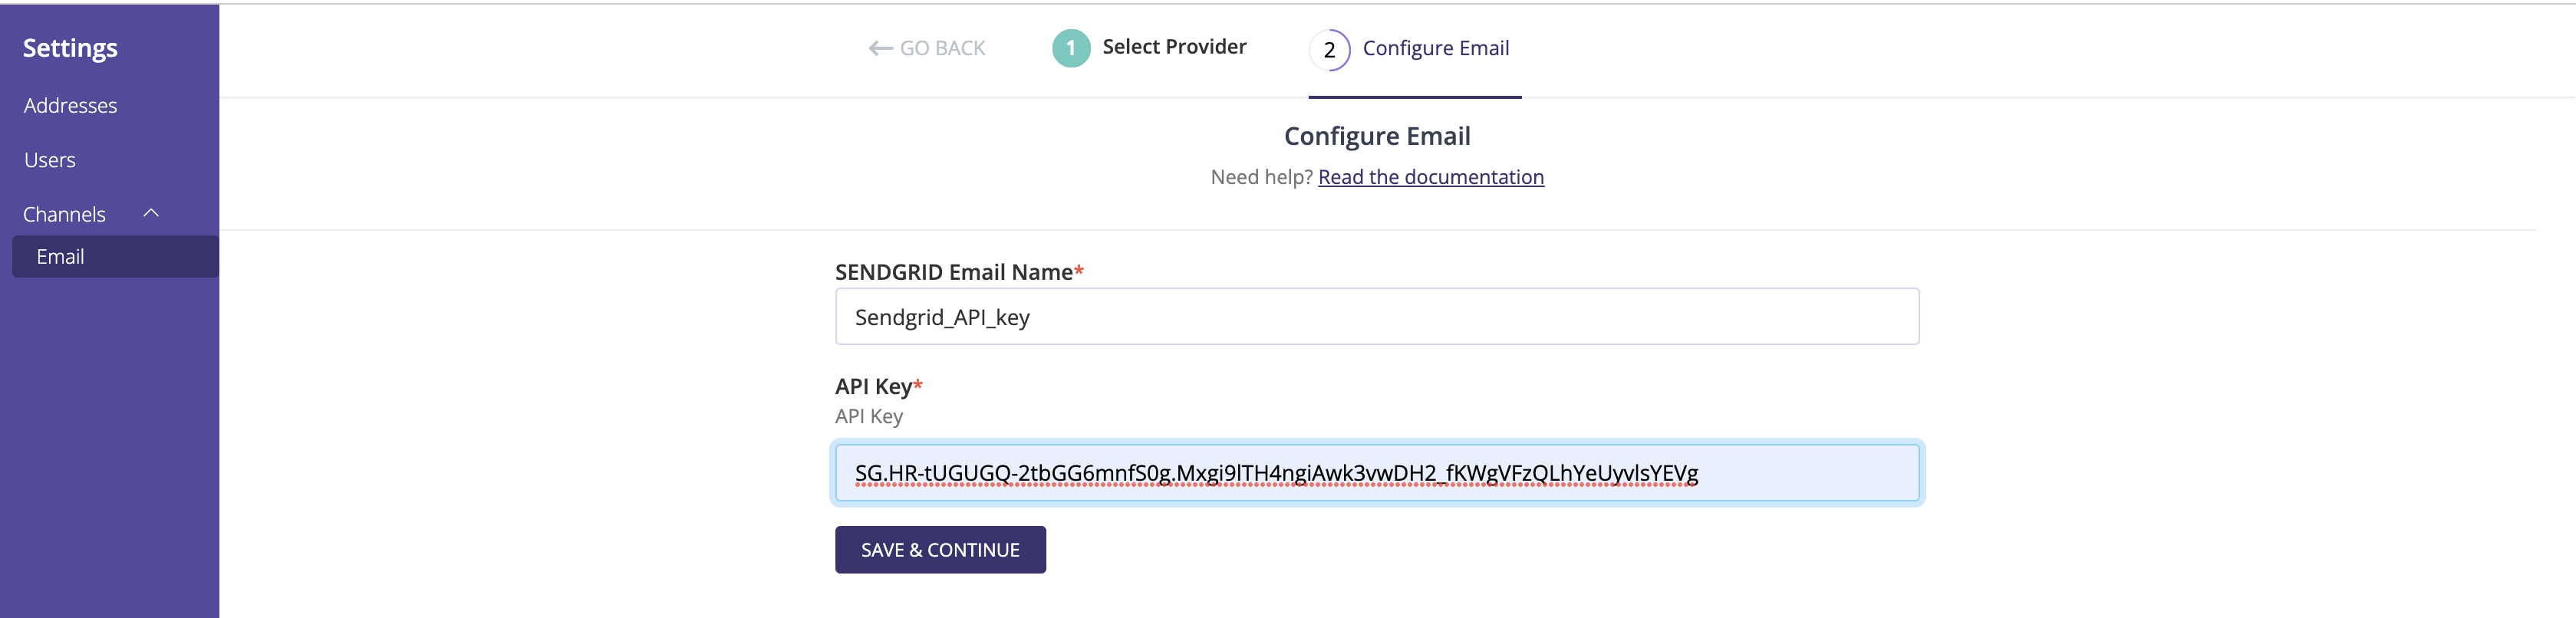 Settings
Addresses
Users
Channels
Email
GO BACK
1 Select Provider
2 Configure Email
Configure Email
Need help? Read the documentation
SENDGRID Email Name*
Sendgrid_API_key
API Key*
API Key
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
SAVE & CONTINUE